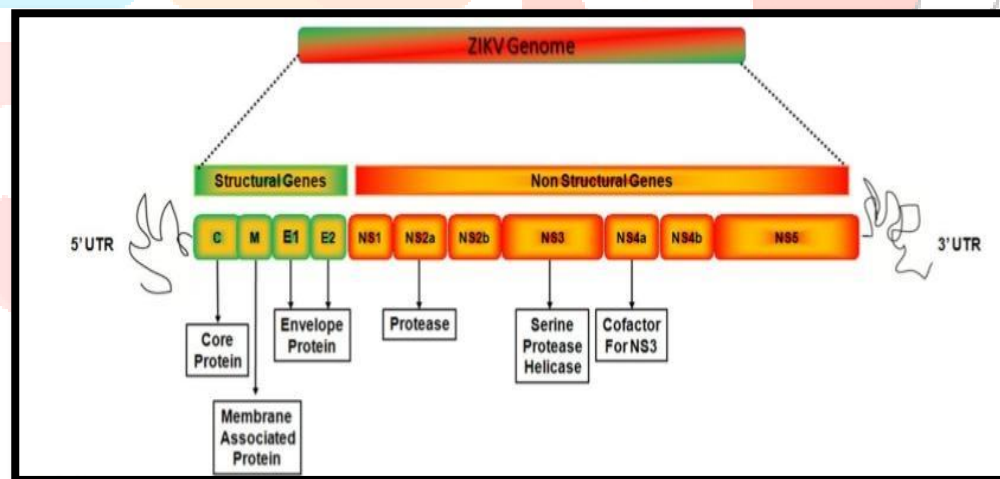 ZIKV Genome
Structural Genes
Non Structural Genes
5' UTR
C
M
E1
E2
NS1
NS2a
NS2b
NS3
NS4a
NS4b
NS5
3' UTR
Core
Protein
Envelope
Protein
Protease
Serine
Protease
Helicase
Cofactor
For NS3
Membrane
Associated
Protein